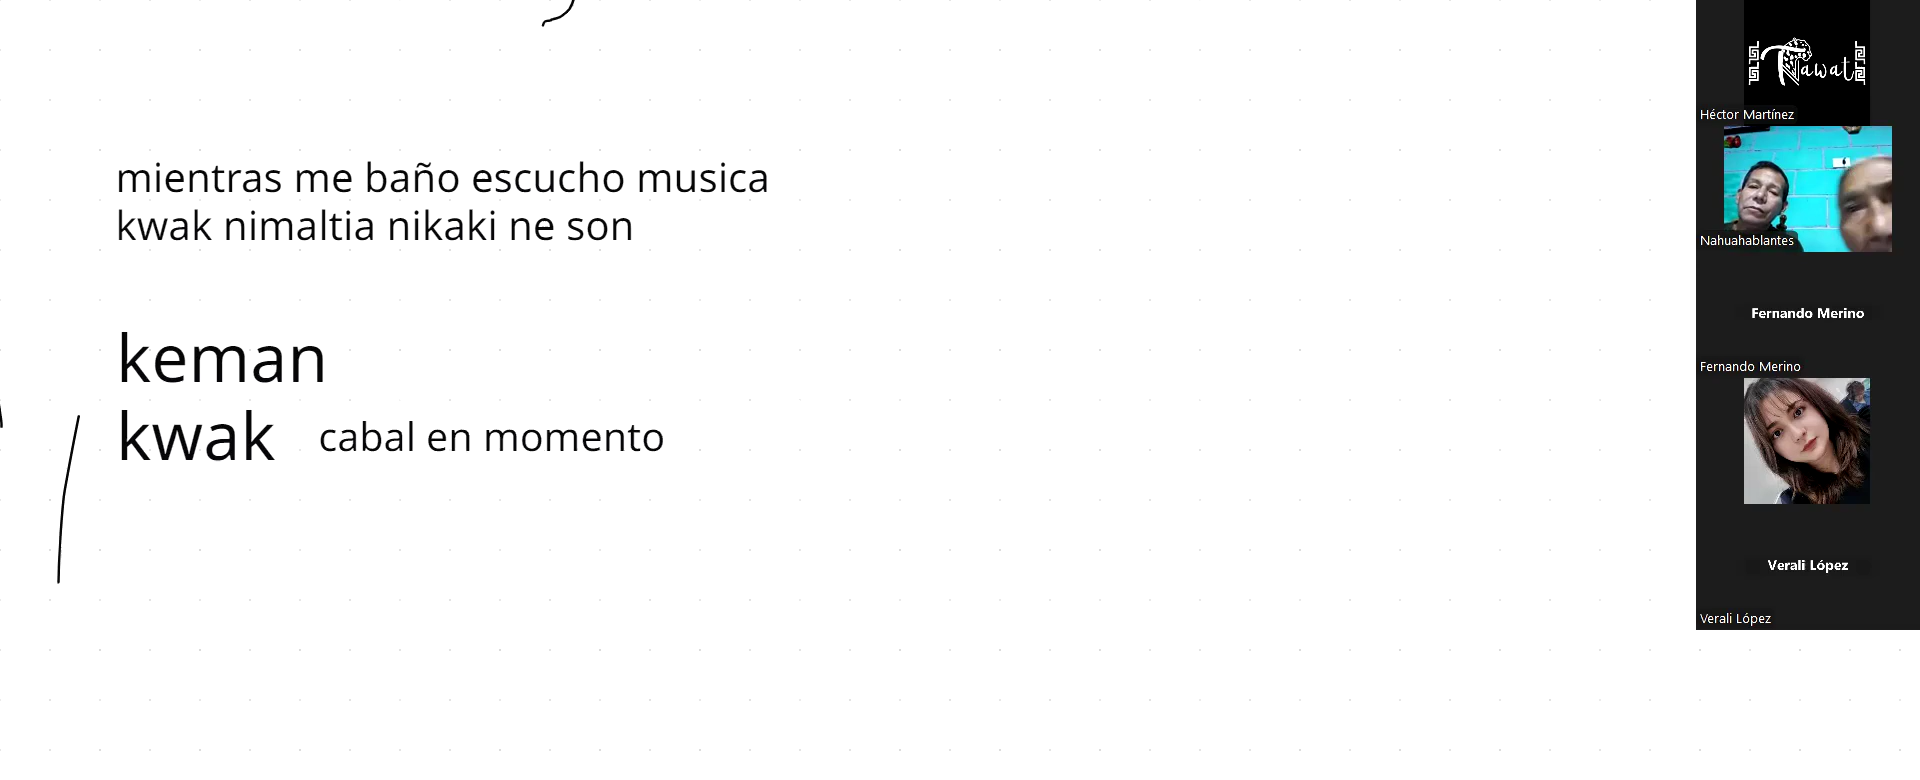 mientras me baño escucho musica
kwak nimaltia nikaki ne son
keman
kwak cabal en momento
Tawat
Héctor Martínez
Nahuahablantes
Fernando Merino
Fernando Merino
Verali López
Verali López